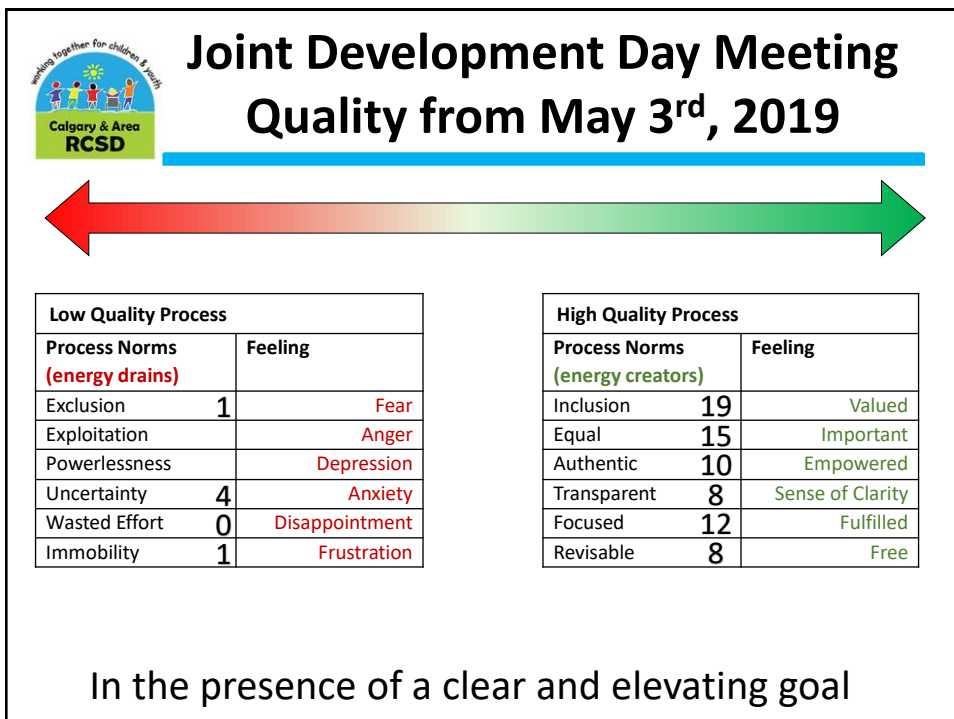 working together for children & youth
Calgary & Area
RCSD
Joint Development Day Meeting
Quality from May 3rd, 2019
Low Quality Process
Process Norms Feeling
(energy drains)
Exclusion 1 Fear
Exploitation Anger
Powerlessness Depression
Uncertainty 4 Anxiety
Wasted Effort 0 Disappointment
Immobility 1 Frustration
High Quality Process
Process Norms Feeling
(energy creators)
Inclusion 19 Valued
Equal 15 Important
Authentic 10 Empowered
Transparent 8 Sense of Clarity
Focused 12 Fulfilled
Revisable 8 Free
In the presence of a clear and elevating goal